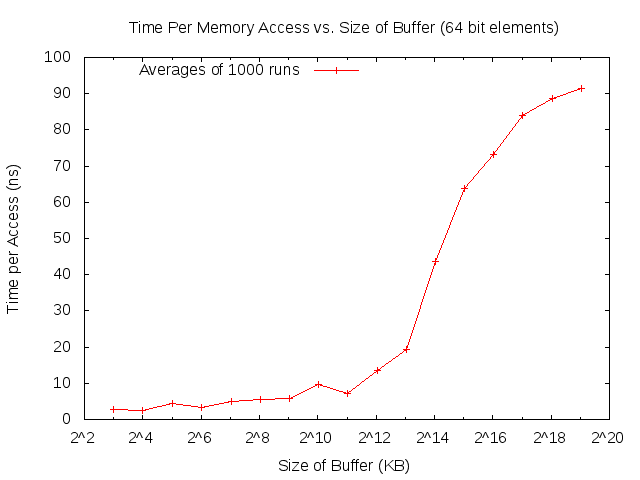 Time Per Memory Access vs. Size of Buffer (64 bit elements)
Averages of 1000 runs
100
90
80
70
60
50
40
30
20
10
0
Time per Access (ns)
2^2 2^4 2^6 2^8 2^10 2^12 2^14 2^16 2^18 2^20
Size of Buffer (KB)